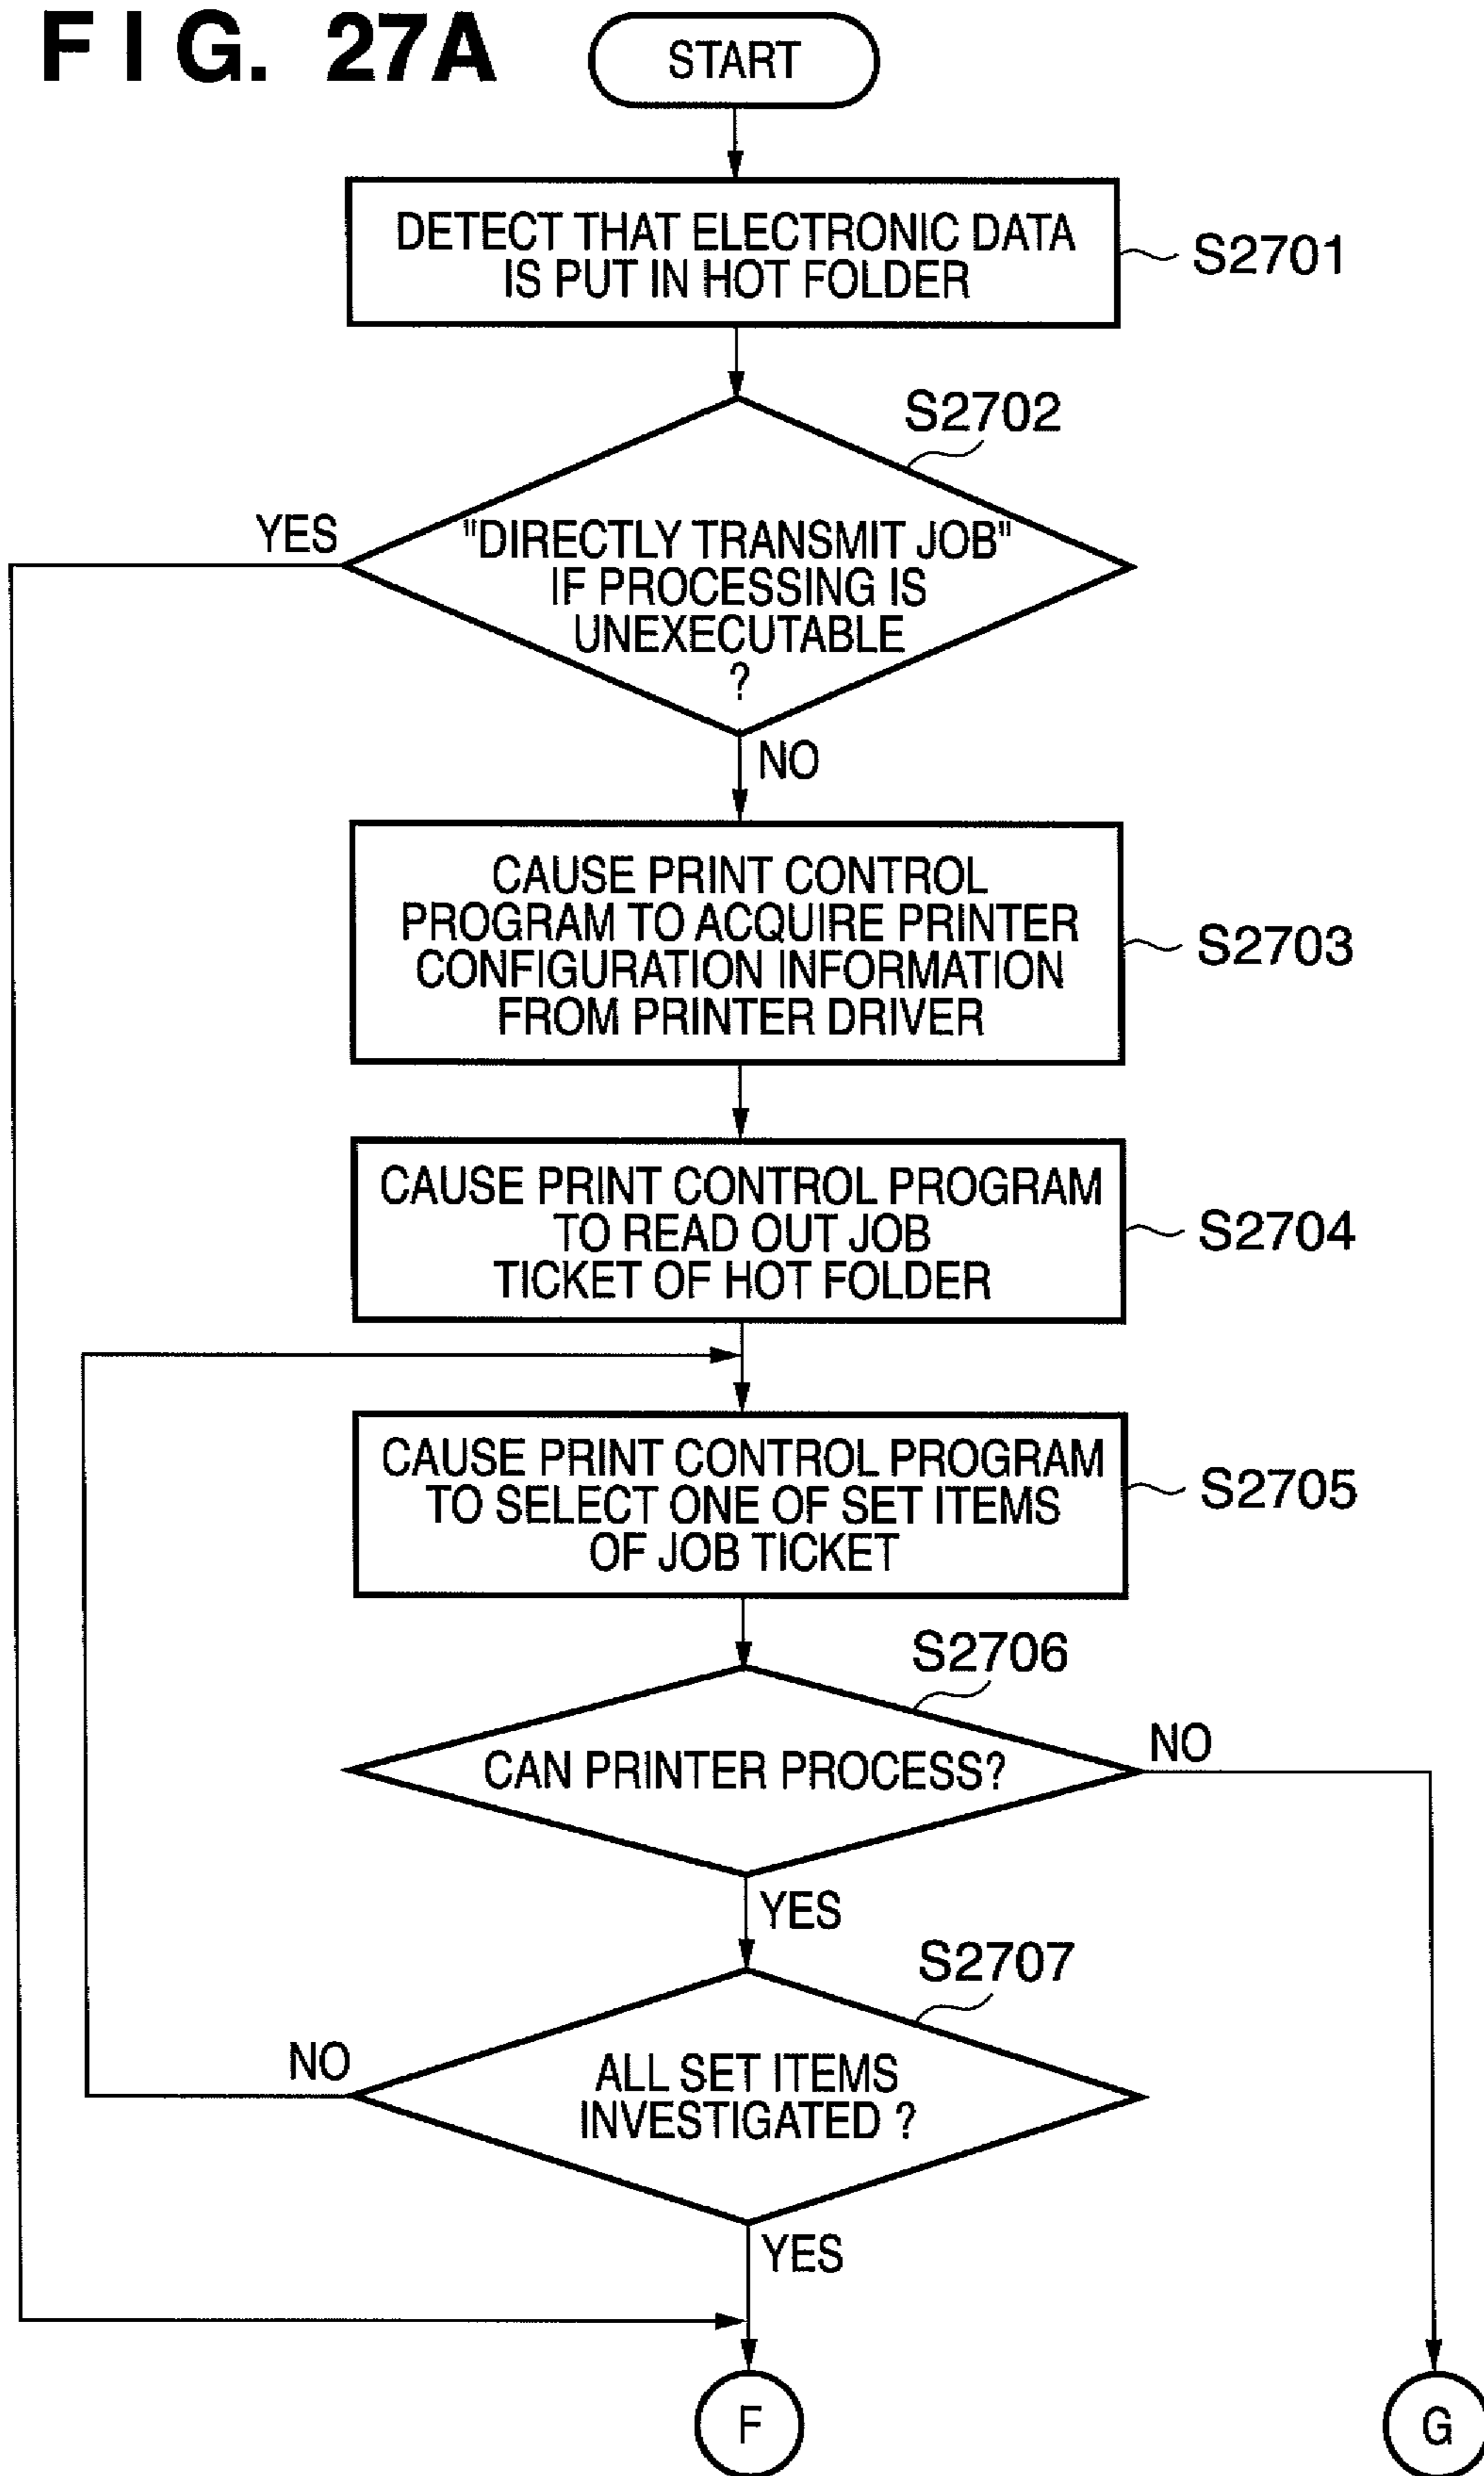 FIG. 27A
START
DETECT THAT ELECTRONIC DATA
IS PUT IN HOT FOLDER
S2701
S2702
YES
"DIRECTLY TRANSMIT JOB"
IF PROCESSING IS
UNEXECUTABLE
?
NO
CAUSE PRINT CONTROL
PROGRAM TO ACQUIRE PRINTER
CONFIGURATION INFORMATION
FROM PRINTER DRIVER
S2703
CAUSE PRINT CONTROL PROGRAM
TO READ OUT JOB
TICKET OF HOT FOLDER
S2704
CAUSE PRINT CONTROL PROGRAM
TO SELECT ONE OF SET ITEMS
OF JOB TICKET
S2705
S2706
CAN PRINTER PROCESS?
NO
YES
S2707
NO
ALL SET ITEMS
INVESTIGATED ?
YES
F
G